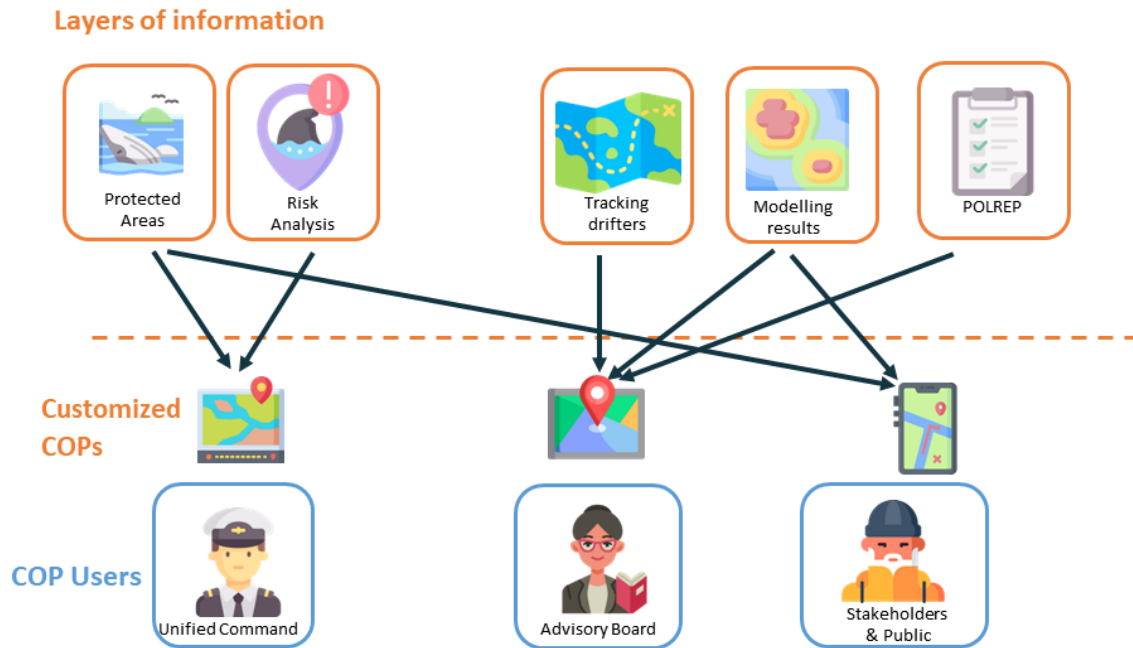 Layers of information
Protected
Areas
Risk
Analysis
Tracking
drifters
Modelling
results
POLREP
Customized
COPs
COP Users
Unified Command
Advisory Board
Stakeholders
& Public